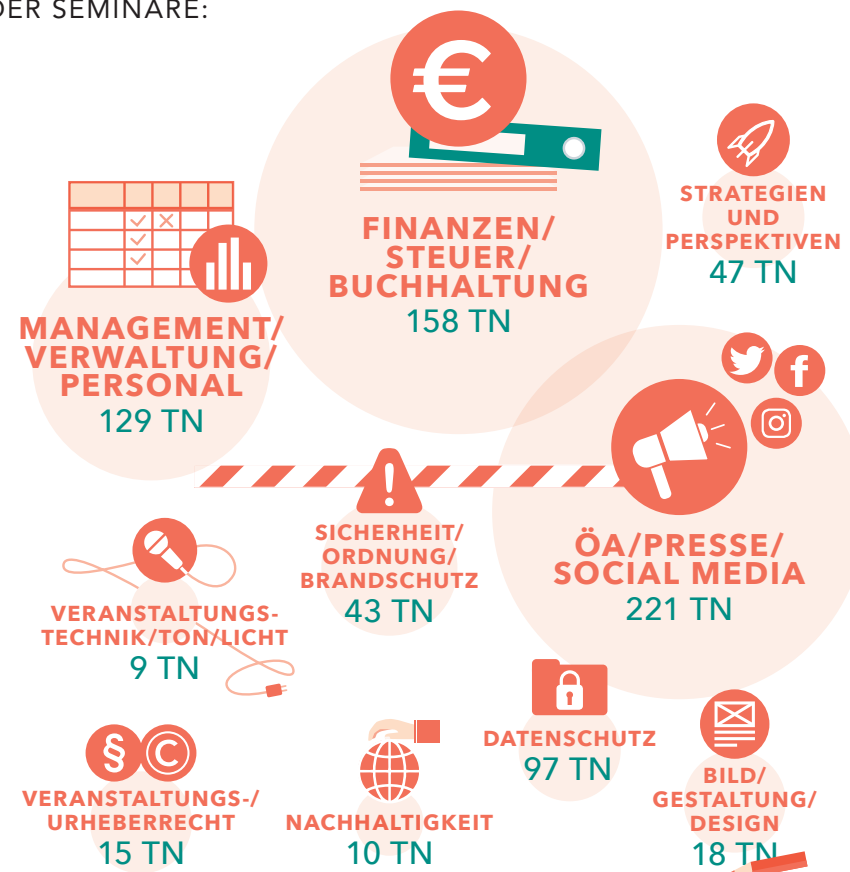 DER SEMINARE:
€
FINANZEN/
STEUER/
BUCHHALTUNG
158 TN
STRATEGIEN
UND
PERSPEKTIVEN
47 TN
MANAGEMENT/
VERWALTUNG/
PERSONAL
129 TN
f
ÖA/PRESSE/
SOCIAL MEDIA
221 TN
!
SICHERHEIT/
ORDNUNG/
BRANDSCHUTZ
43 TN
VERANSTALTUNGS-
TECHNIK/TON/LICHT
9 TN
DATENSCHUTZ
97 TN
BILD/
GESTALTUNG/
DESIGN
18 TN
§ ©
VERANSTALTUNGS-/
URHEBERRECHT
15 TN
NACHHALTIGKEIT
10 TN